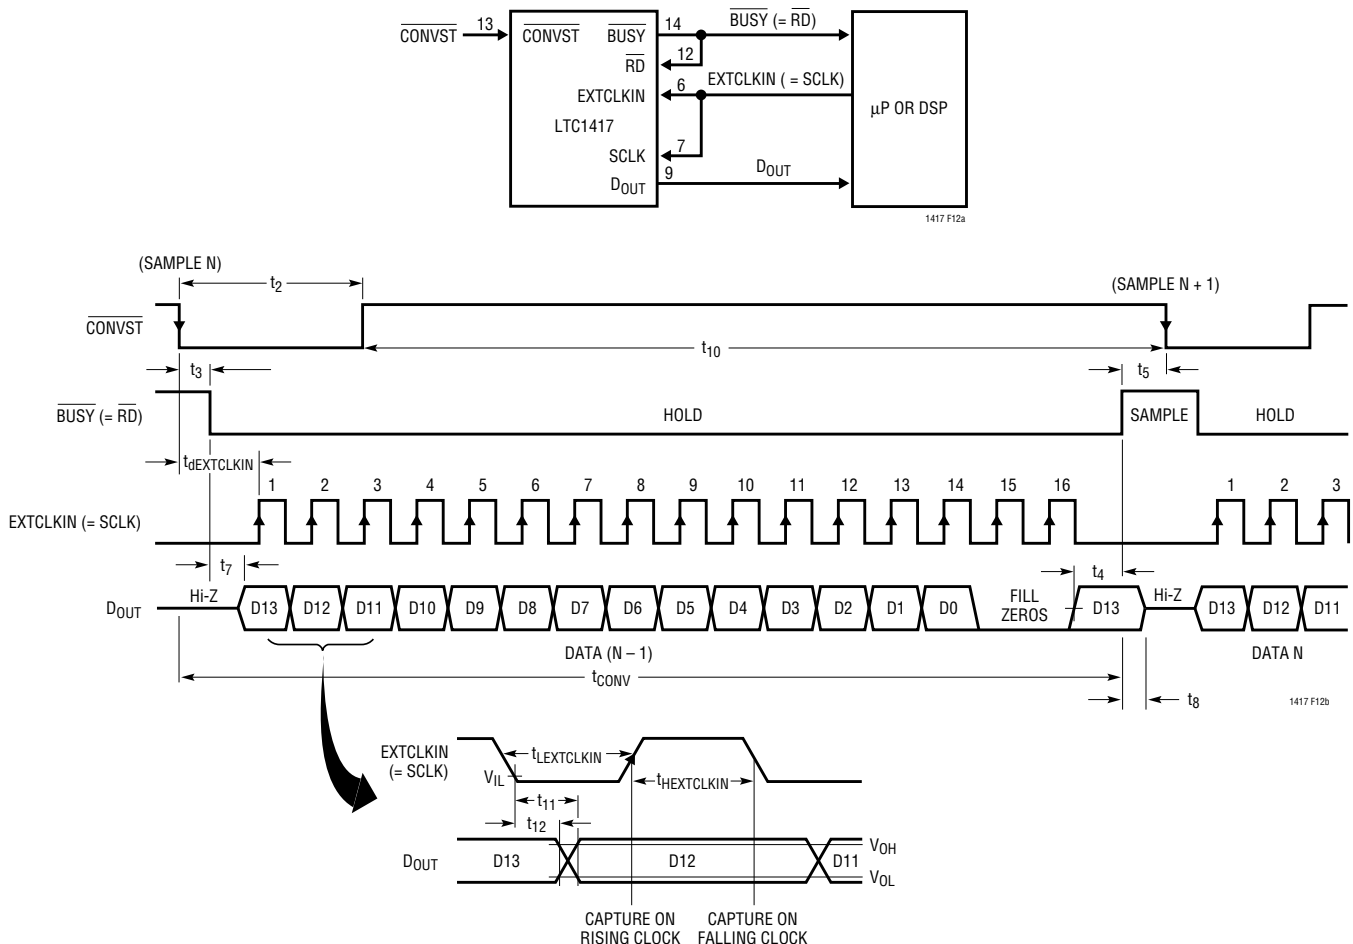 CONVST 13 CONVST BUSY 14 BUSY (= RD)
RD 12
EXTCLKIN 6 EXTCLKIN ( = SCLK)
LTC1417
SCLK 7
DOUT 9 DOUT
µP OR DSP
1417 F12a
(SAMPLE N) t2 (SAMPLE N + 1)
CONVST
t10
t3 t5
BUSY (= RD) HOLD SAMPLE HOLD
tdEXTCLKIN
1 2 3 4 5 6 7 8 9 10 11 12 13 14 15 16 1 2 3
EXTCLKIN (= SCLK)
t7 t4
DOUT Hi-Z D13 D12 D11 D10 D9 D8 D7 D6 D5 D4 D3 D2 D1 D0 FILL ZEROS D13 Hi-Z D13 D12 D11
DATA (N – 1) DATA N
tCONV
t8
1417 F12b
EXTCLKIN
(= SCLK)
tLEXTCLKIN
VIL
tHEXTCLKIN
t11
t12
DOUT D13 D12 D11
VOH
VOL
CAPTURE ON
RISING CLOCK
CAPTURE ON
FALLING CLOCK